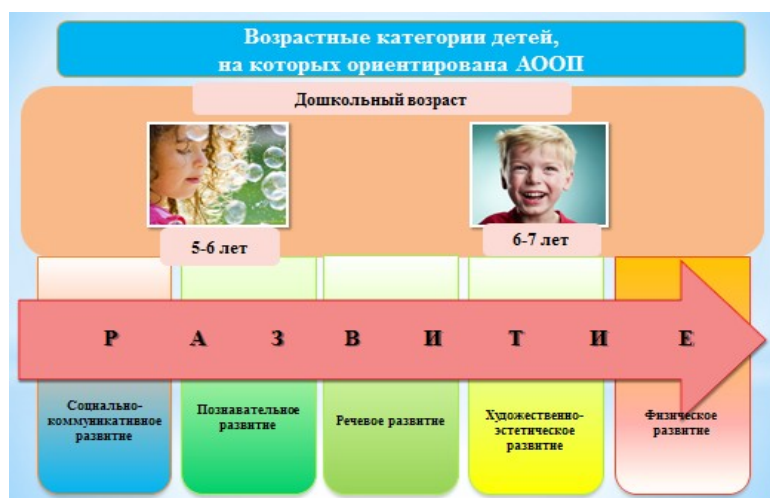 Возрастные категории детей,
на которых ориентирована АООП
Дошкольный возраст
5-6 лет
6-7 лет
Р А З В И Т И Е
Социально-
коммуникативное
развитие
Познавательное
развитие
Речевое развитие
Художественно-
эстетическое
развитие
Физическое
развитие